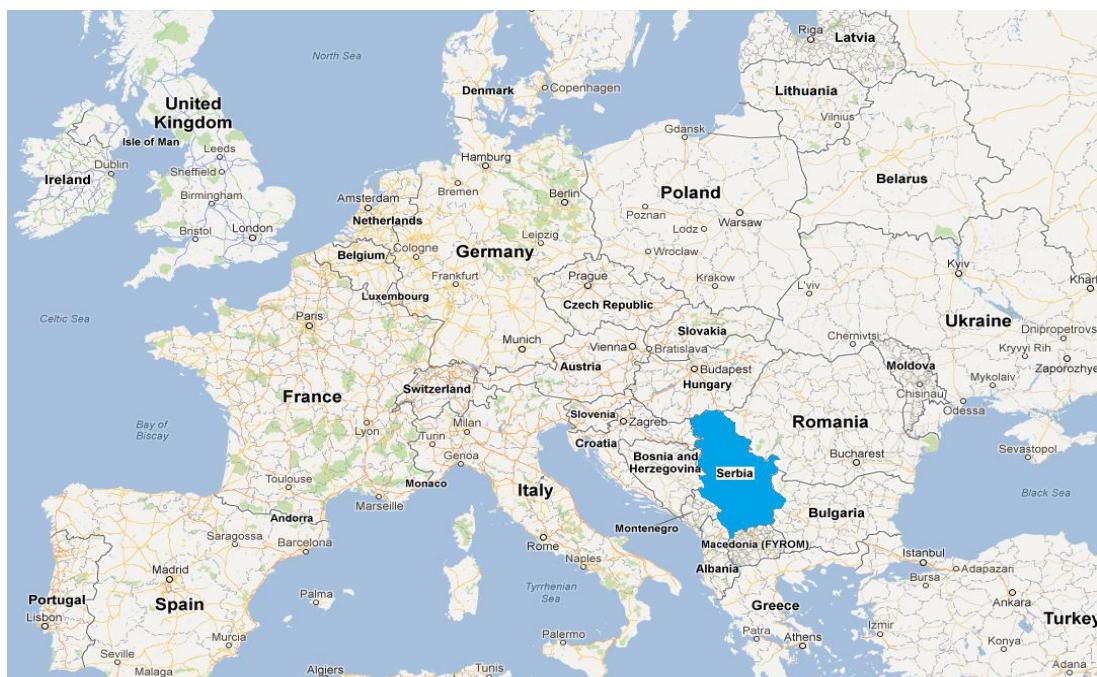 Riga
Latvia
North Sea
Denmark
Copenhagen
Lithuania
Vilnius
United
Kingdom
Isle of Man
Leeds
Dublin
Sheffield
Ireland
Birmingham
Bristol
London
Gdansk
Hamburg
Bremen
Berlin
Poland
Belarus
Amsterdam
Netherlands
Poznan
Warsaw
Lodz
Leipzig
Belgium
Cologne
Germany
Wroclaw
Kyiv
Frankfurt
Prague
Krakow
L'viv
Khark
Luxembourg
Czech Republic
Celtic Sea
Paris
Ukraine
Slovakia
Chernivtsi
Dnipropetrovs
Munich
Vienna
Bratislava
Kryvyi Rih
Austria
Budapest
Moldova
Zaporozhye
Switzerland
Hungary
Chisinau
Mykolaiv
France
Odessa
Bay of
Biscay
Lyon
Milan
Slovenia
Zagreb
Romania
Turin
Croatia
Genoa
Bosnia and
Herzegovina
Bucharest
Sevastopol
Serbia
Toulouse
Monaco
Marseille
Italy
Black Sea
Andorra
Bulgaria
Montenegro
Saragossa
Barcelona
Rome
Macedonia (FYROM)
Istanbul
Naples
Albania
Adapazari
Madrid
Bursa
Palma
Tyrrhenian
Sea
Ankara
Portugal
Spain
Greece
Turkey
Lisbon
Izmir
Murcia
Palermo
Patra
Athens
Konya
Seville
Malaga
Algiers
Tunis
Adana